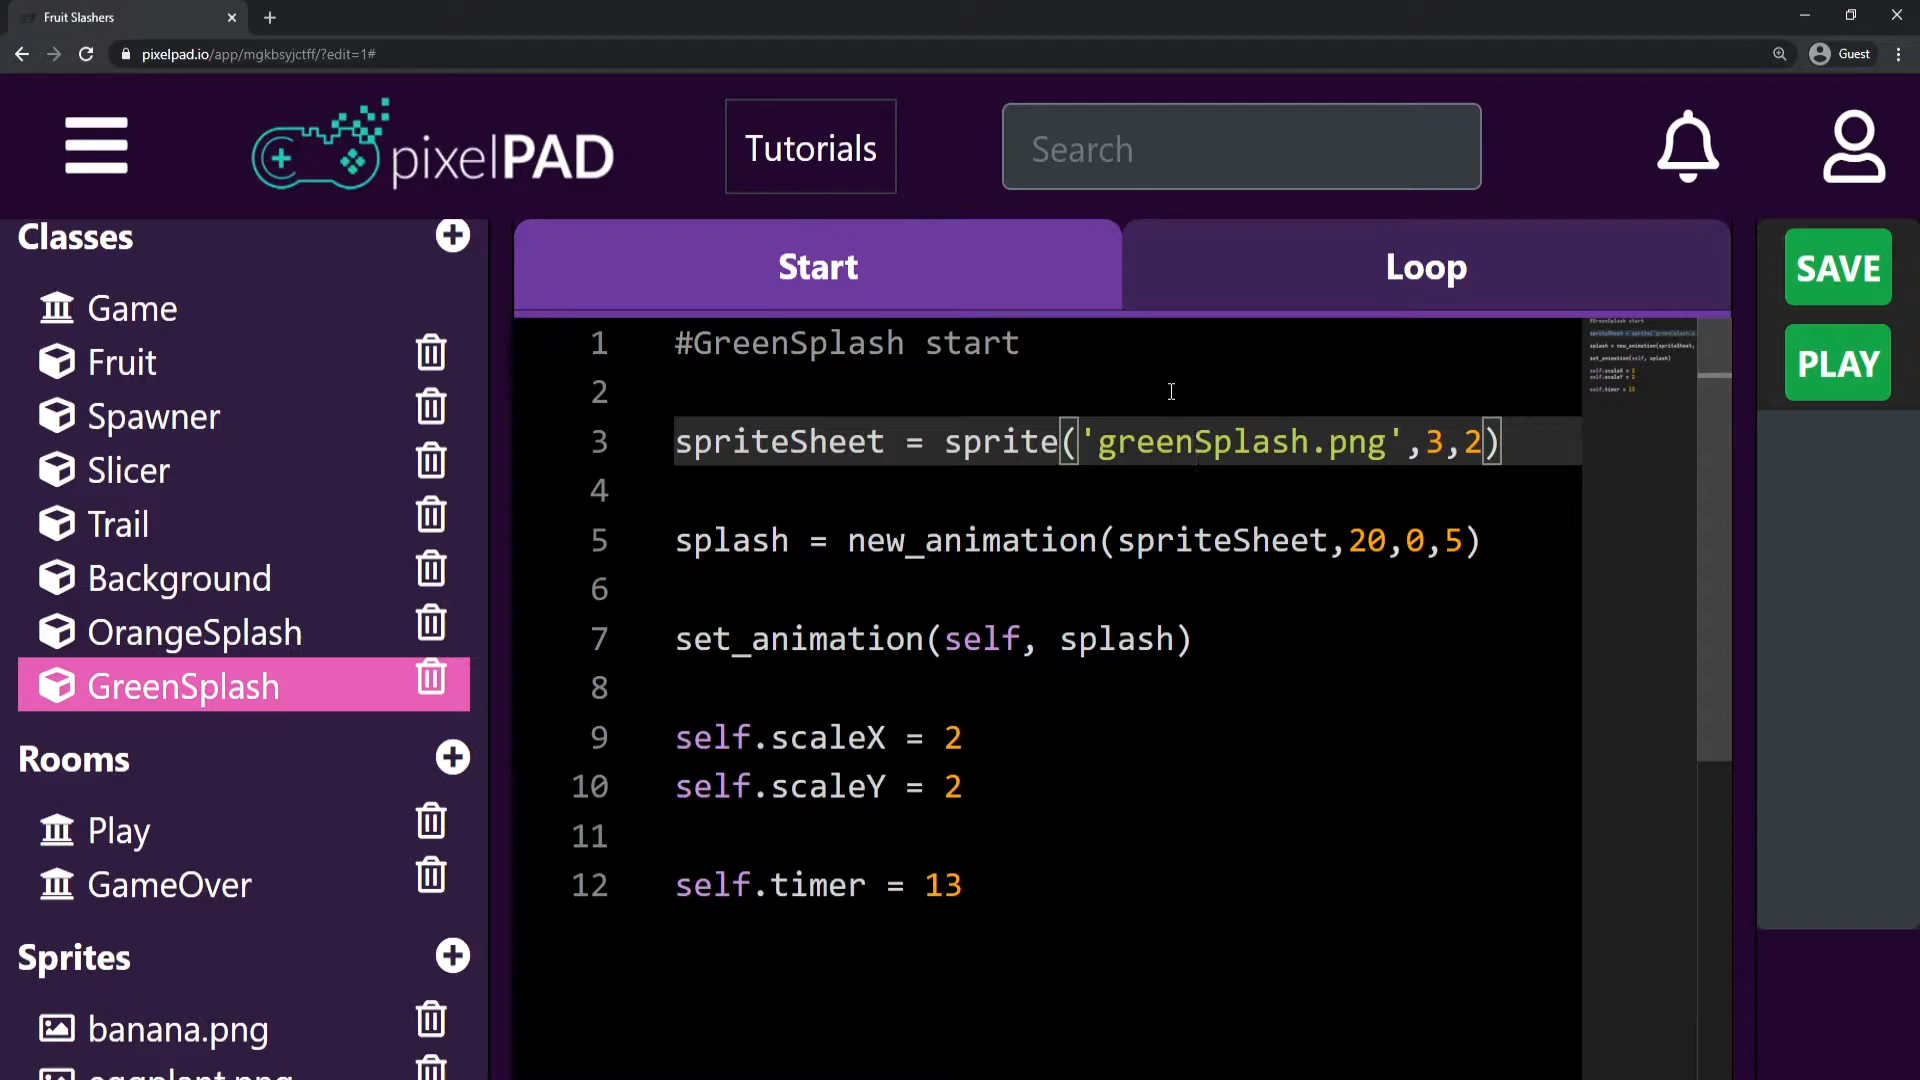 Fruit Slashers
pixelpad.io/app/mgkbsyjctff/?edit=1#
Guest
pixelPAD
Tutorials
Search
Classes
Game
Fruit
Spawner
Slicer
Trail
Background
OrangeSplash
GreenSplash
Rooms
Play
GameOver
Sprites
banana.png
eggplant.png
Start
Loop
1 #GreenSplash start
2
3 spriteSheet = sprite('greenSplash.png',3,2)
4
5 splash = new_animation(spriteSheet,20,0,5)
6
7 set_animation(self, splash)
8
9 self.scaleX = 2
10 self.scaleY = 2
11
12 self.timer = 13
SAVE
PLAY